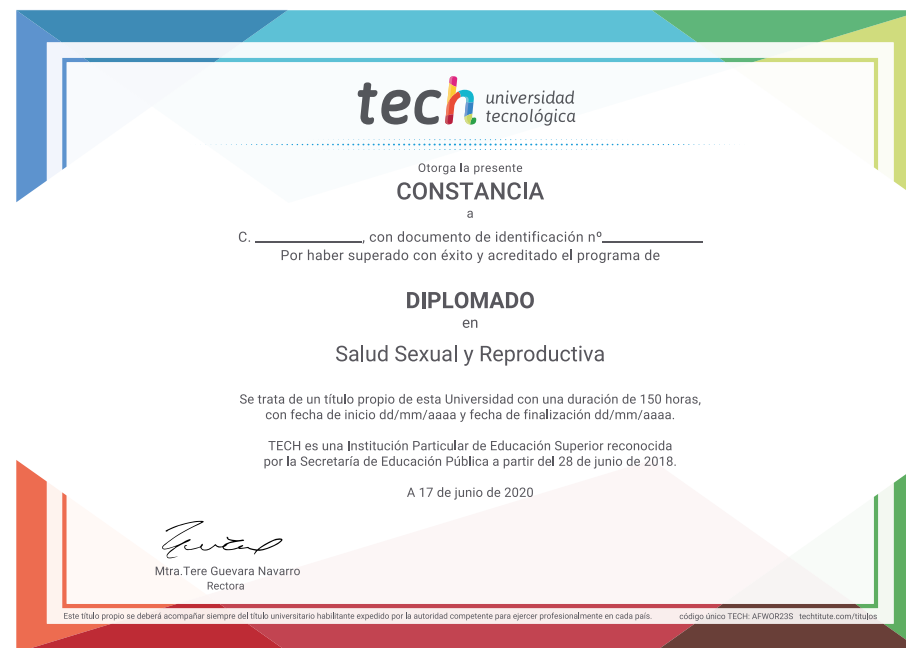 tech universidad
tecnológica
Otorga la presente
CONSTANCIA
a
C. ____________, con documento de identificación nº____________
Por haber superado con éxito y acreditado el programa de
DIPLOMADO
en
Salud Sexual y Reproductiva
Se trata de un título propio de esta Universidad con una duración de 150 horas,
con fecha de inicio dd/mm/aaaa y fecha de finalización dd/mm/aaaa.
TECH es una Institución Particular de Educación Superior reconocida
por la Secretaría de Educación Pública a partir del 28 de junio de 2018.
A 17 de junio de 2020
Mtra.Tere Guevara Navarro
Rectora
Este título propio se deberá acompañar siempre del título universitario habilitante expedido por la autoridad competente para ejercer profesionalmente en cada país. código único TECH: AFWOR23S techtitute.com/titulos